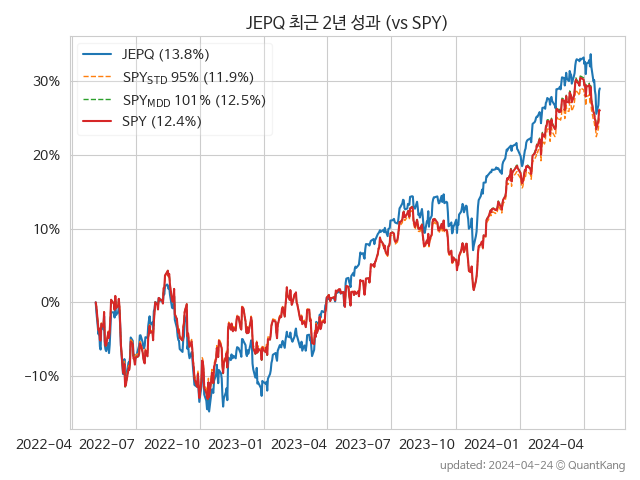 JEPQ 최근 2년 성과 (vs SPY)
JEPQ (13.8%)
SPYSTD 95% (11.9%)
SPYMDD 101% (12.5%)
SPY (12.4%)
30%
20%
10%
0%
−10%
2022−04 2022−07 2022−10 2023−01 2023−04 2023−07 2023−10 2024−01 2024−04
updated: 2024−04−24 © QuantKang